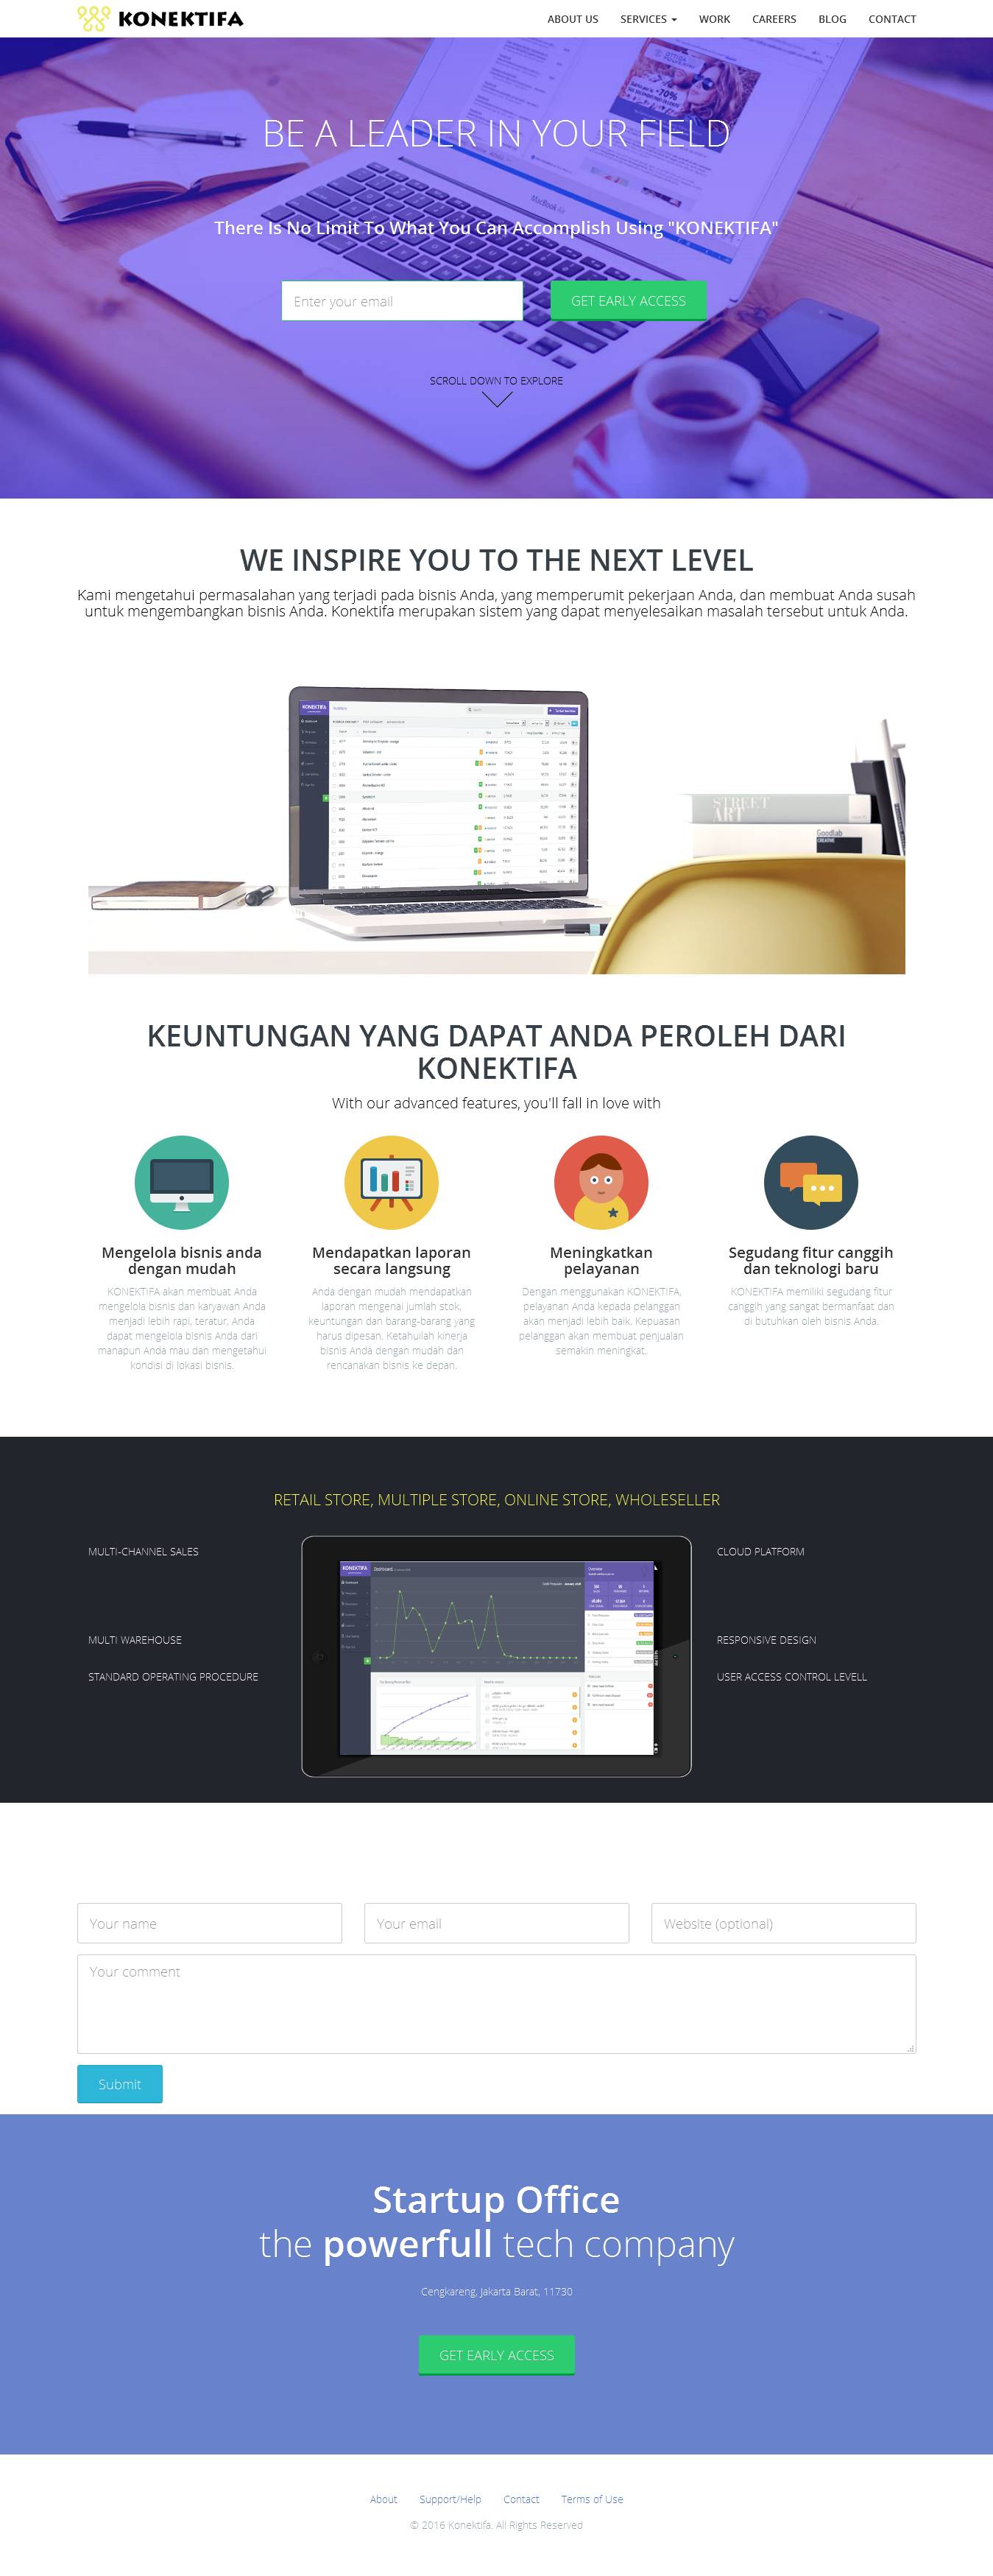 KONEKTIFA
ABOUT US SERVICES WORK CAREERS BLOG CONTACT
BE A LEADER IN YOUR FIELD
MacBook
-70%
There Is No Limit To What You Can Accomplish Using "KONEKTIFA"
Enter your email
GET EARLY ACCESS
SCROLL DOWN TO EXPLORE
WE INSPIRE YOU TO THE NEXT LEVEL
Kami mengetahui permasalahan yang terjadi pada bisnis Anda, yang memperumit pekerjaan Anda, dan membuat Anda susah
untuk mengembangkan bisnis Anda. Konektifa merupakan sistem yang dapat menyelesaikan masalah tersebut untuk Anda.
KONEKTIFA
STREET
ART
Goodlab
CREATIVE
KEUNTUNGAN YANG DAPAT ANDA PEROLEH DARI
KONEKTIFA
With our advanced features, you'll fall in love with
Mengelola bisnis anda
dengan mudah
KONEKTIFA akan membuat Anda
mengelola bisnis dan karyawan Anda
menjadi lebih rapi, teratur, Anda
dapat mengelola bisnis Anda dari
manapun Anda mau dan mengetahui
kondisi di lokasi bisnis.
Mendapatkan laporan
secara langsung
Anda dengan mudah mendapatkan
laporan mengenai jumlah stok,
keuntungan dan barang-barang yang
harus dipesan. Ketahuilah kinerja
bisnis Anda dengan mudah dan
rencanakan bisnis ke depan.
Meningkatkan
pelayanan
Dengan menggunakan KONEKTIFA,
pelayanan Anda kepada pelanggan
akan menjadi lebih baik. Kepuasan
pelanggan akan membuat penjualan
semakin meningkat.
Segudang fitur canggih
dan teknologi baru
KONEKTIFA memiliki segudang fitur
canggih yang sangat bermanfaat dan
di butuhkan oleh bisnis Anda.
RETAIL STORE, MULTIPLE STORE, ONLINE STORE, WHOLESELLER
MULTI-CHANNEL SALES
MULTI WAREHOUSE
STANDARD OPERATING PROCEDURE
KONEKTIFA
Dashboard
Overview
CLOUD PLATFORM
RESPONSIVE DESIGN
USER ACCESS CONTROL LEVELL
Your name
Your email
Website (optional)
Your comment
Submit
Startup Office
the powerfull tech company
Cengkareng, Jakarta Barat, 11730
GET EARLY ACCESS
About Support/Help Contact Terms of Use
© 2016 Konektifa. All Rights Reserved